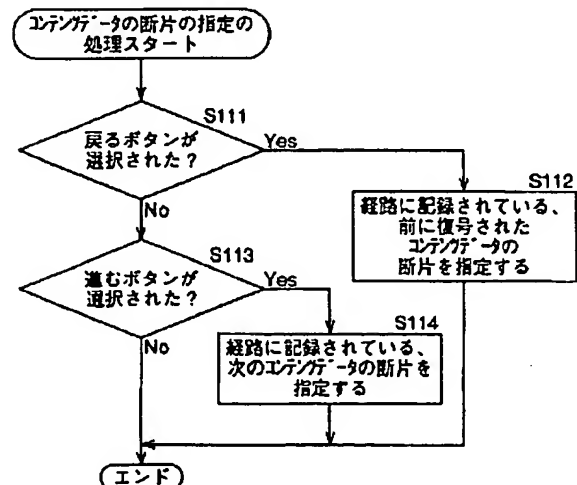 コンテンツデータの断片の指定の
処理スタート
S111
戻るボタンが
選択された?
Yes
No
S112
経路に記録されている、
前に復号された
コンテンツデータの
断片を指定する
S113
進むボタンが
選択された?
Yes
No
S114
経路に記録されている、
次のコンテンツデータの断片を
指定する
エンド